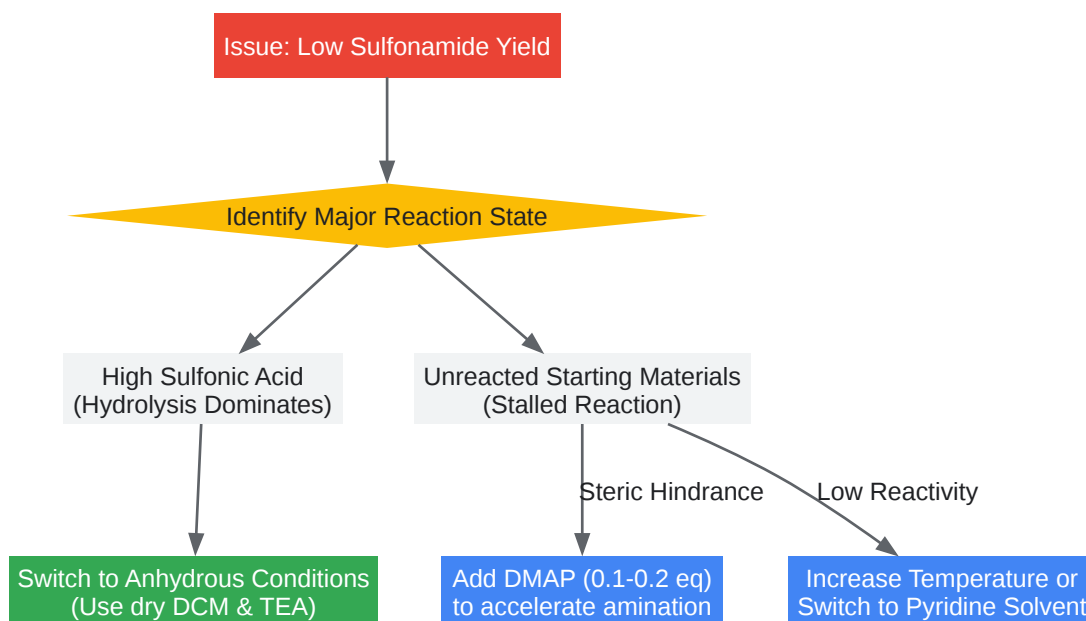 Issue: Low Sulfonamide Yield
Identify Major Reaction State
High Sulfonic Acid
(Hydrolysis Dominates)
Unreacted Starting Materials
(Stalled Reaction)
Steric Hindrance
Low Reactivity
Switch to Anhydrous Conditions
(Use dry DCM & TEA)
Add DMAP (0.1-0.2 eq)
to accelerate amination
Increase Temperature or
Switch to Pyridine Solvent